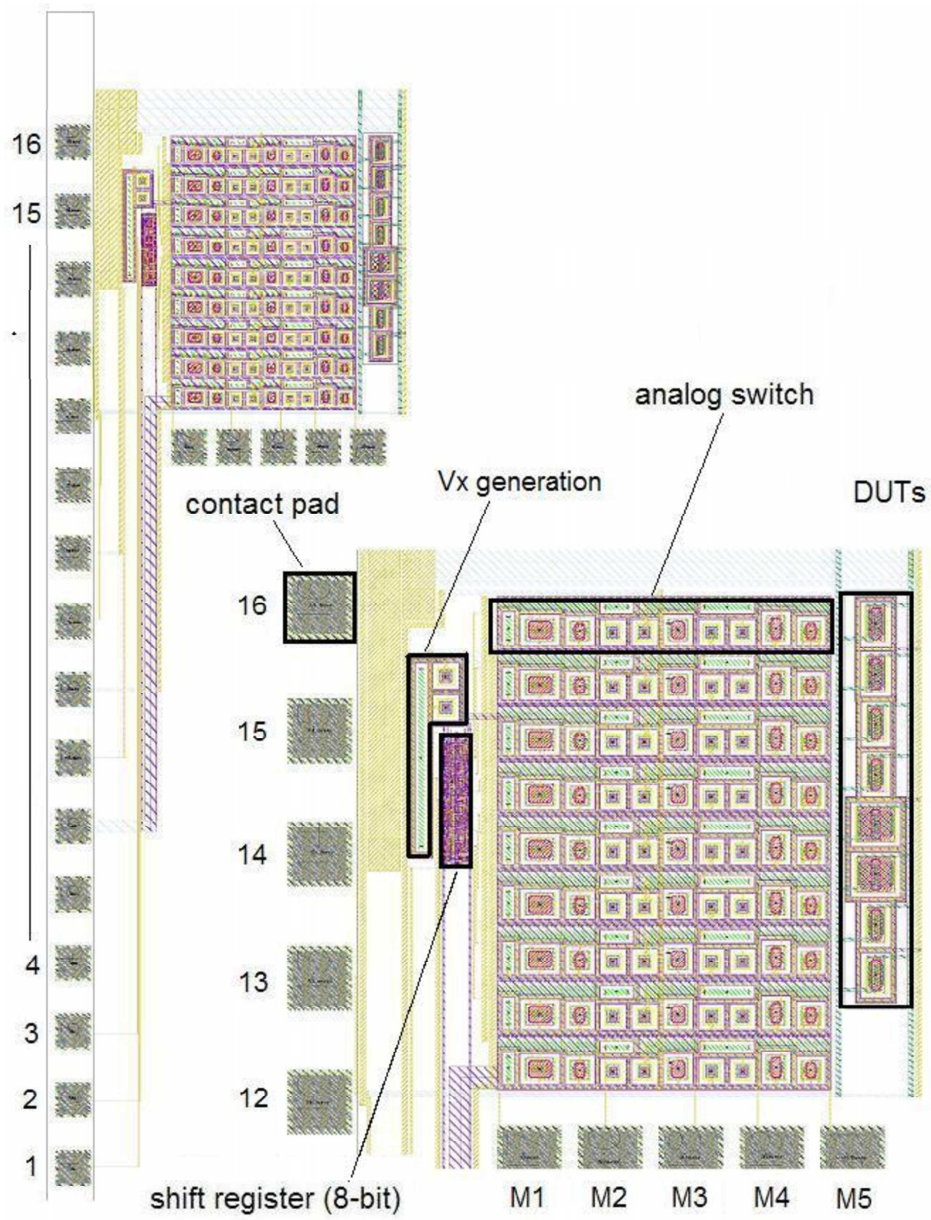 16
15
analog switch
Vx generation
DUTs
contact pad
16
15
14
4
13
3
12
2
1
shift register (8-bit)
M1 M2 M3 M4 M5